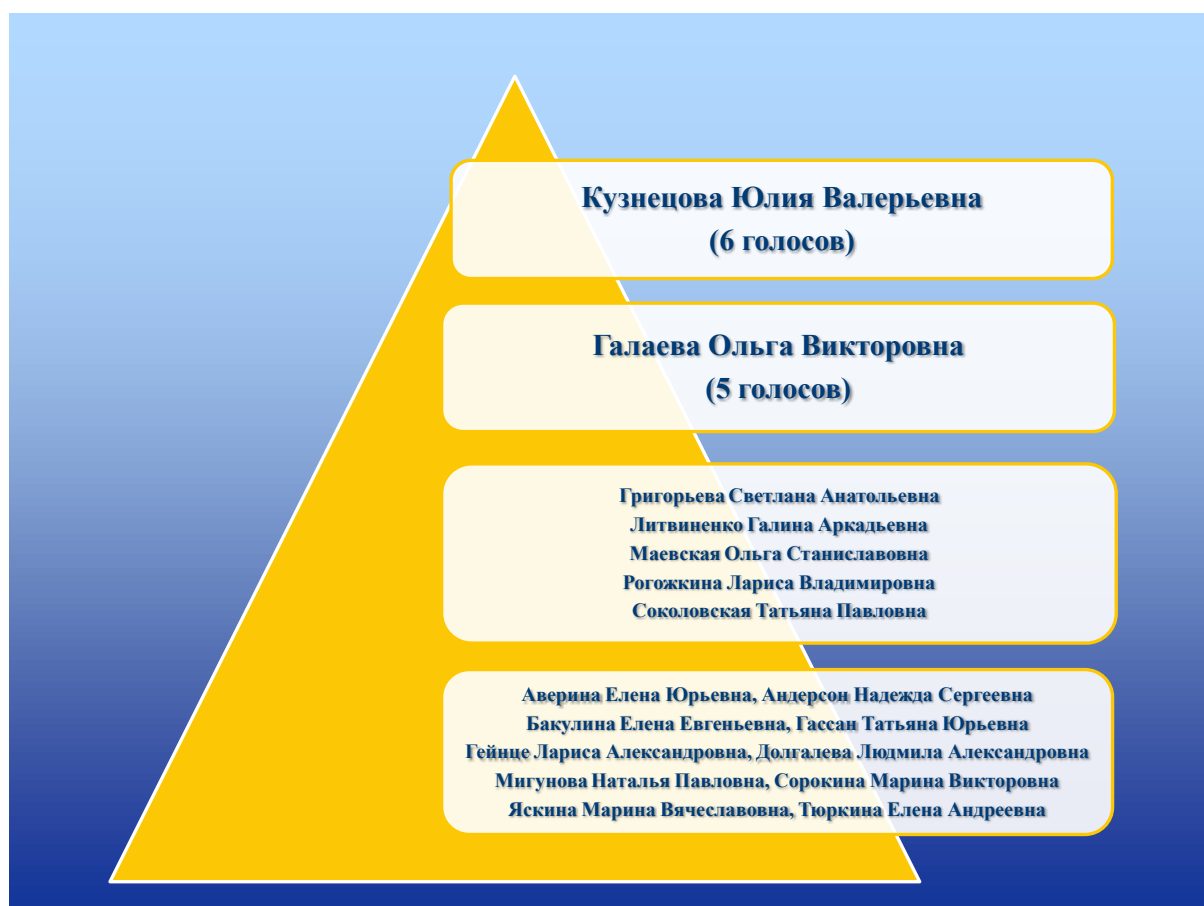 Кузнецова Юлия Валерьевна
(6 голосов)
Галаева Ольга Викторовна
(5 голосов)
Григорьева Светлана Анатольевна
Литвиненко Галина Аркадьевна
Маевская Ольга Станиславовна
Рогожкина Лариса Владимировна
Соколовская Татьяна Павловна
Аверина Елена Юрьевна, Андерсон Надежда Сергеевна
Бакулина Елена Евгеньевна, Гассан Татьяна Юрьевна
Гейнце Лариса Александровна, Долгалева Людмила Александровна
Мигунова Наталья Павловна, Сорокина Марина Викторовна
Яскина Марина Вячеславовна, Тюркина Елена Андреевна